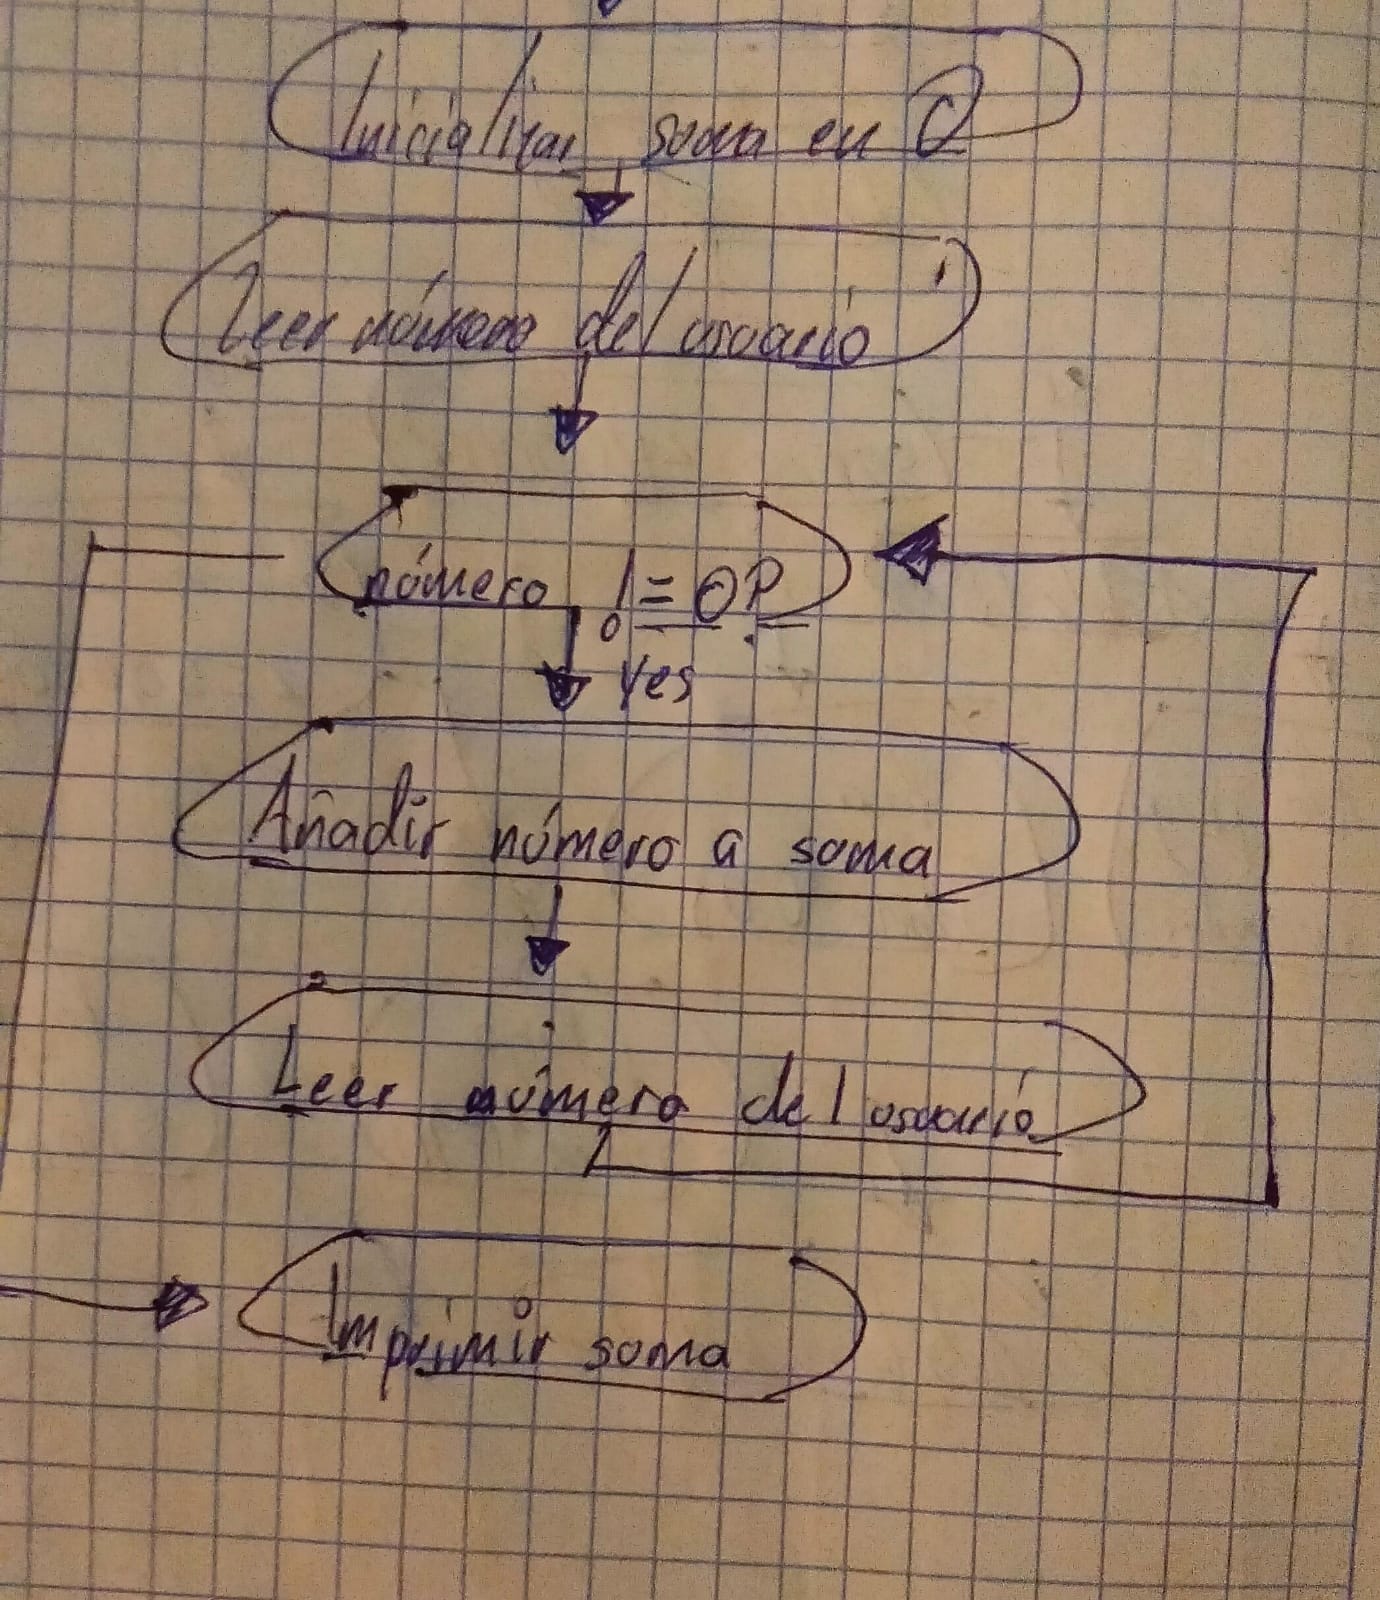 Inicializar soma en 0
Leer número del usuario
número != 0?
Yes
Añadir número a soma
Leer número del usuario
Imprimir soma